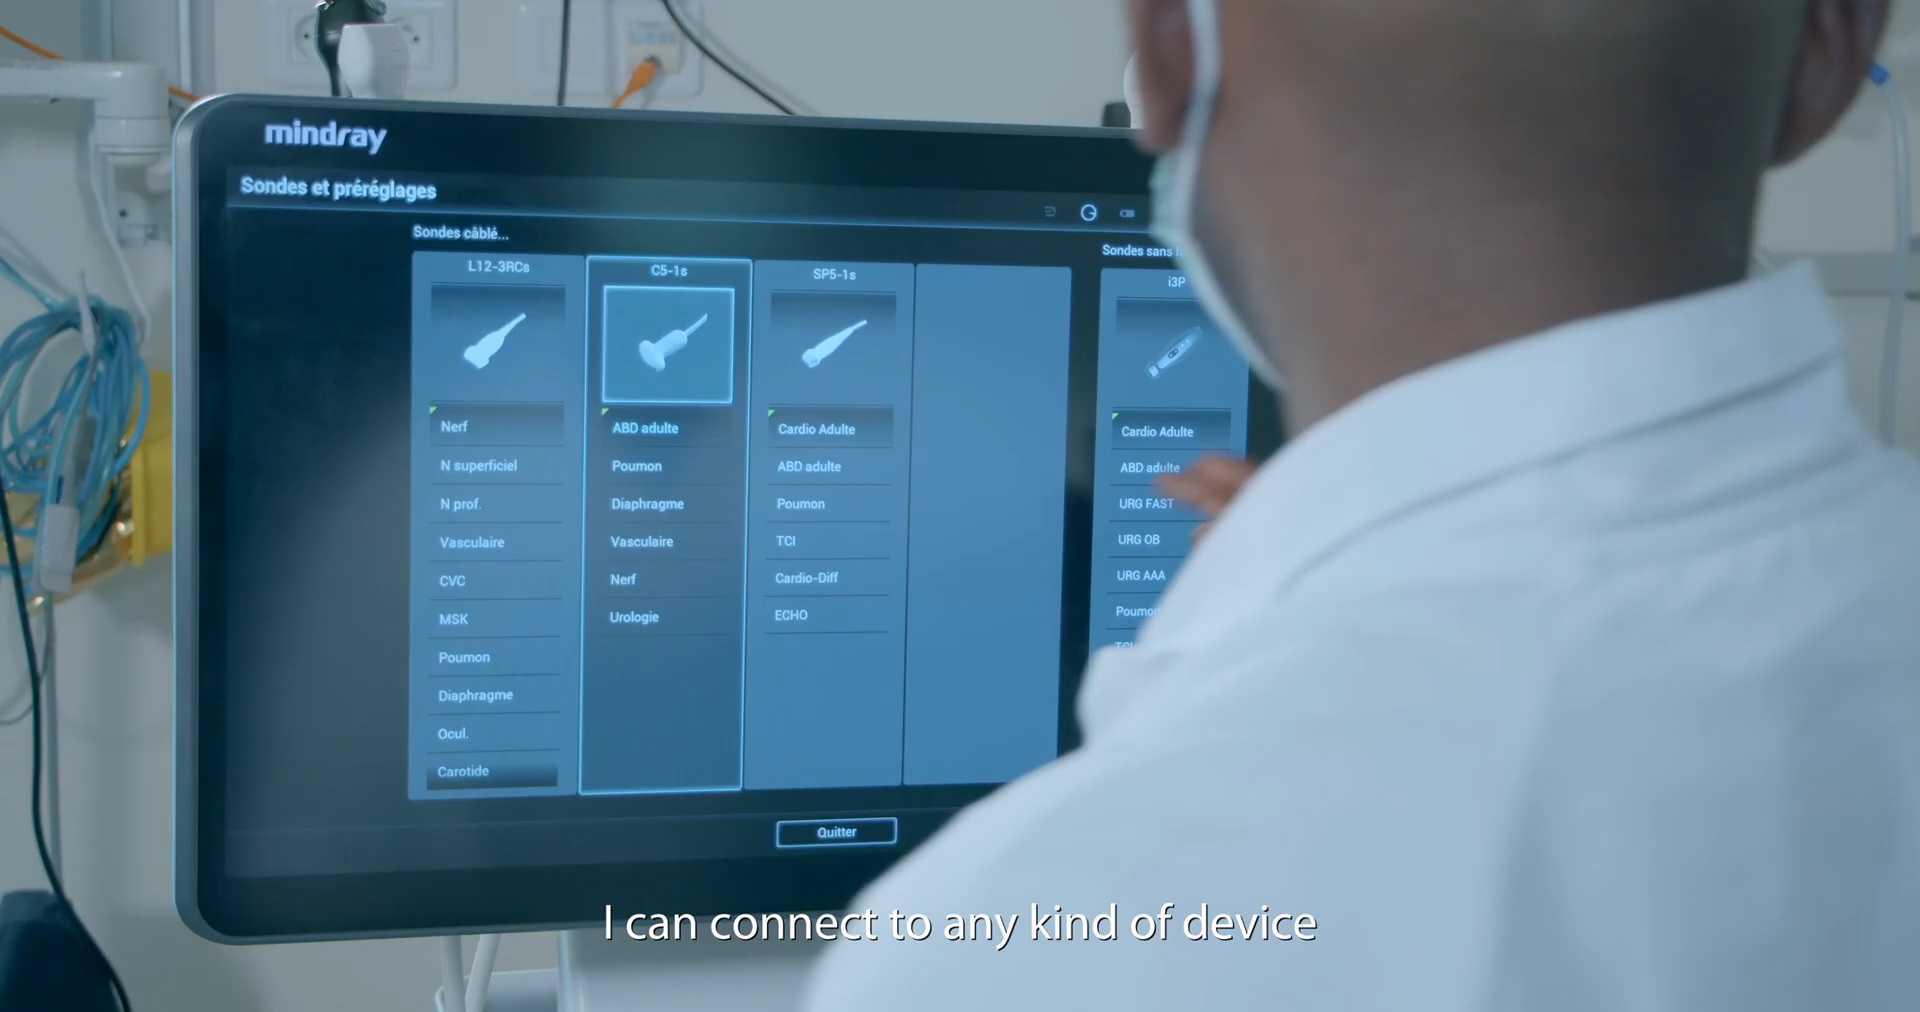 mindray
Sondes et préréglages
Sondes câblé...
L12-3RCs
Nerf
N superficiel
N prof.
Vasculaire
CVC
MSK
Poumon
Diaphragme
Ocul.
Carotide
C5-1s
ABD adulte
Poumon
Diaphragme
Vasculaire
Nerf
Urologie
SP5-1s
Cardio Adulte
ABD adulte
Poumon
TCI
Cardio-Diff
ECHO
Sondes sans
i3P
Cardio Adulte
ABD adulte
URG FAST
URG OB
URG AAA
Poumon
Quitter
I can connect to any kind of device